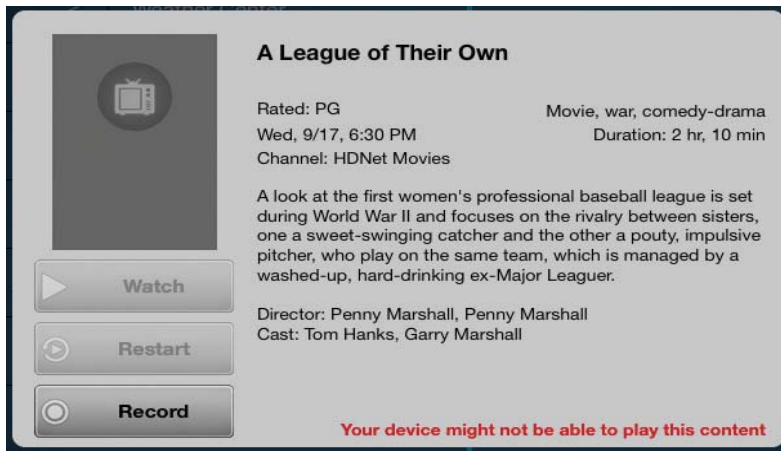 Weather Center
A League of Their Own
Rated: PG
Movie, war, comedy-drama
Wed, 9/17, 6:30 PM
Duration: 2 hr, 10 min
Channel: HDNet Movies
A look at the first women's professional baseball league is set
during World War II and focuses on the rivalry between sisters,
one a sweet-swinging catcher and the other a pouty, impulsive
pitcher, who play on the same team, which is managed by a
washed-up, hard-drinking ex-Major Leaguer.
Director: Penny Marshall, Penny Marshall
Cast: Tom Hanks, Garry Marshall
Watch
Restart
Record
Your device might not be able to play this content